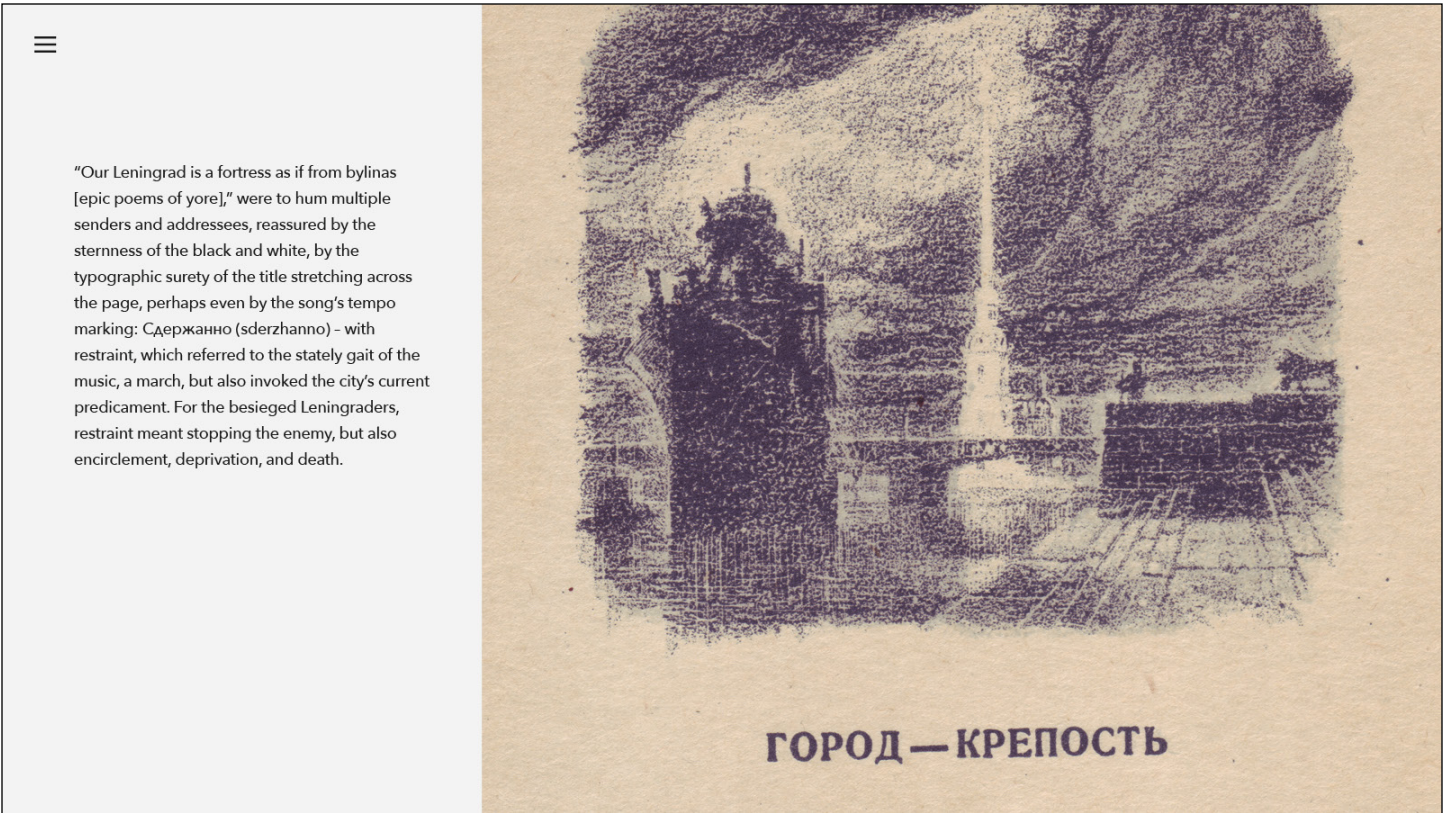 “Our Leningrad is a fortress as if from bylinas
[epic poems of yore],” were to hum multiple
senders and addressees, reassured by the
sternness of the black and white, by the
typographic surety of the title stretching across
the page, perhaps even by the song’s tempo
marking: Сдержанно (sderzhanno) – with
restraint, which referred to the stately gait of the
music, a march, but also invoked the city’s current
predicament. For the besieged Leningraders,
restraint meant stopping the enemy, but also
encirclement, deprivation, and death.
ГОРОД — КРЕПОСТЬ